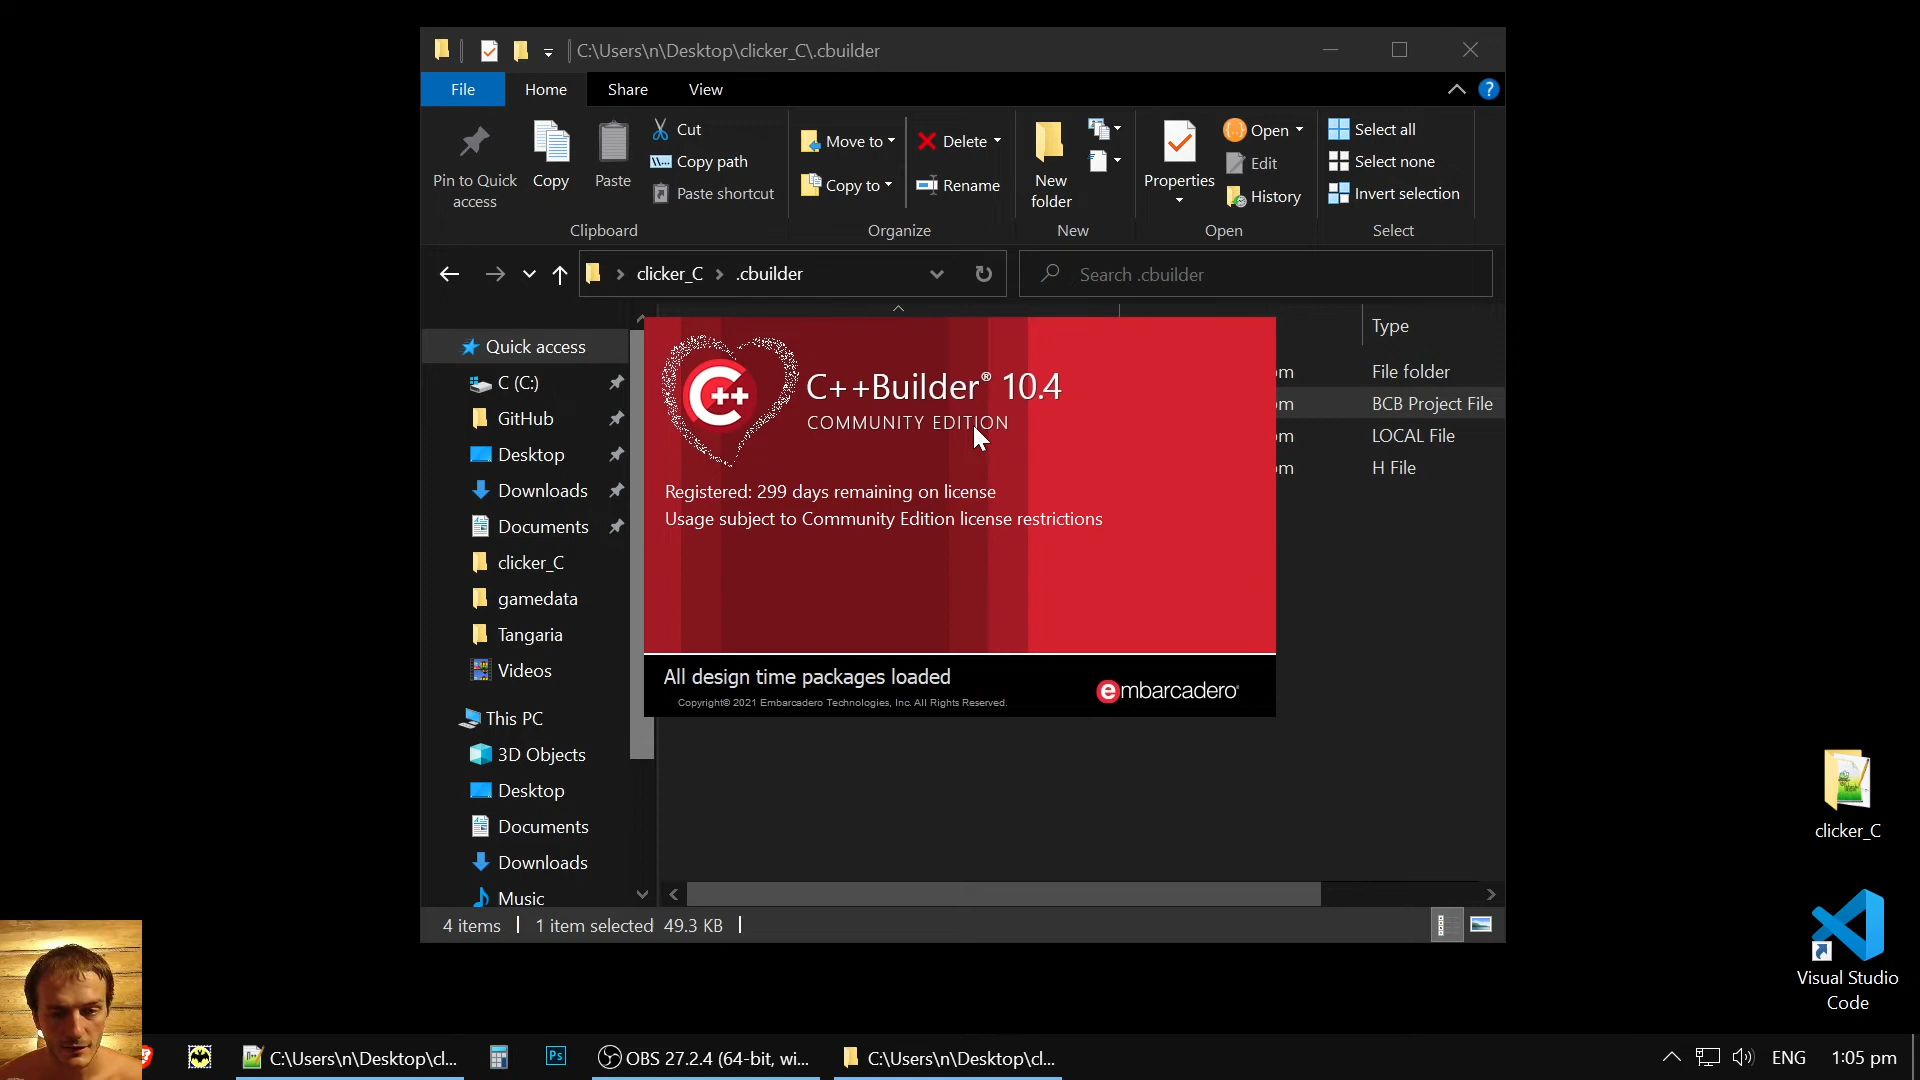 C:\Users\n\Desktop\clicker_C\.cbuilder
File
Home
Share
View
?
Pin to Quick access
Copy
Paste
Cut
Copy path
Paste shortcut
Clipboard
Move to
Copy to
Delete
Rename
Organize
New folder
New
Properties
Open
Edit
History
Open
Select all
Select none
Invert selection
Select
clicker_C
.cbuilder
Search .cbuilder
Type
File folder
BCB Project File
LOCAL File
H File
Quick access
C (C:)
GitHub
Desktop
Downloads
Documents
clicker_C
gamedata
Tangaria
Videos
This PC
3D Objects
Desktop
Documents
Downloads
Music
C++
C++Builder® 10.4
COMMUNITY EDITION
Registered: 299 days remaining on license
Usage subject to Community Edition license restrictions
All design time packages loaded
Copyright© 2021 Embarcadero Technologies, Inc. All Rights Reserved.
embarcadero®
4 items
1 item selected 49.3 KB
clicker_C
Visual Studio
Code
C:\Users\n\Desktop\cl...
Ps
OBS 27.2.4 (64-bit, wi...
C:\Users\n\Desktop\cl...
ENG
1:05 pm